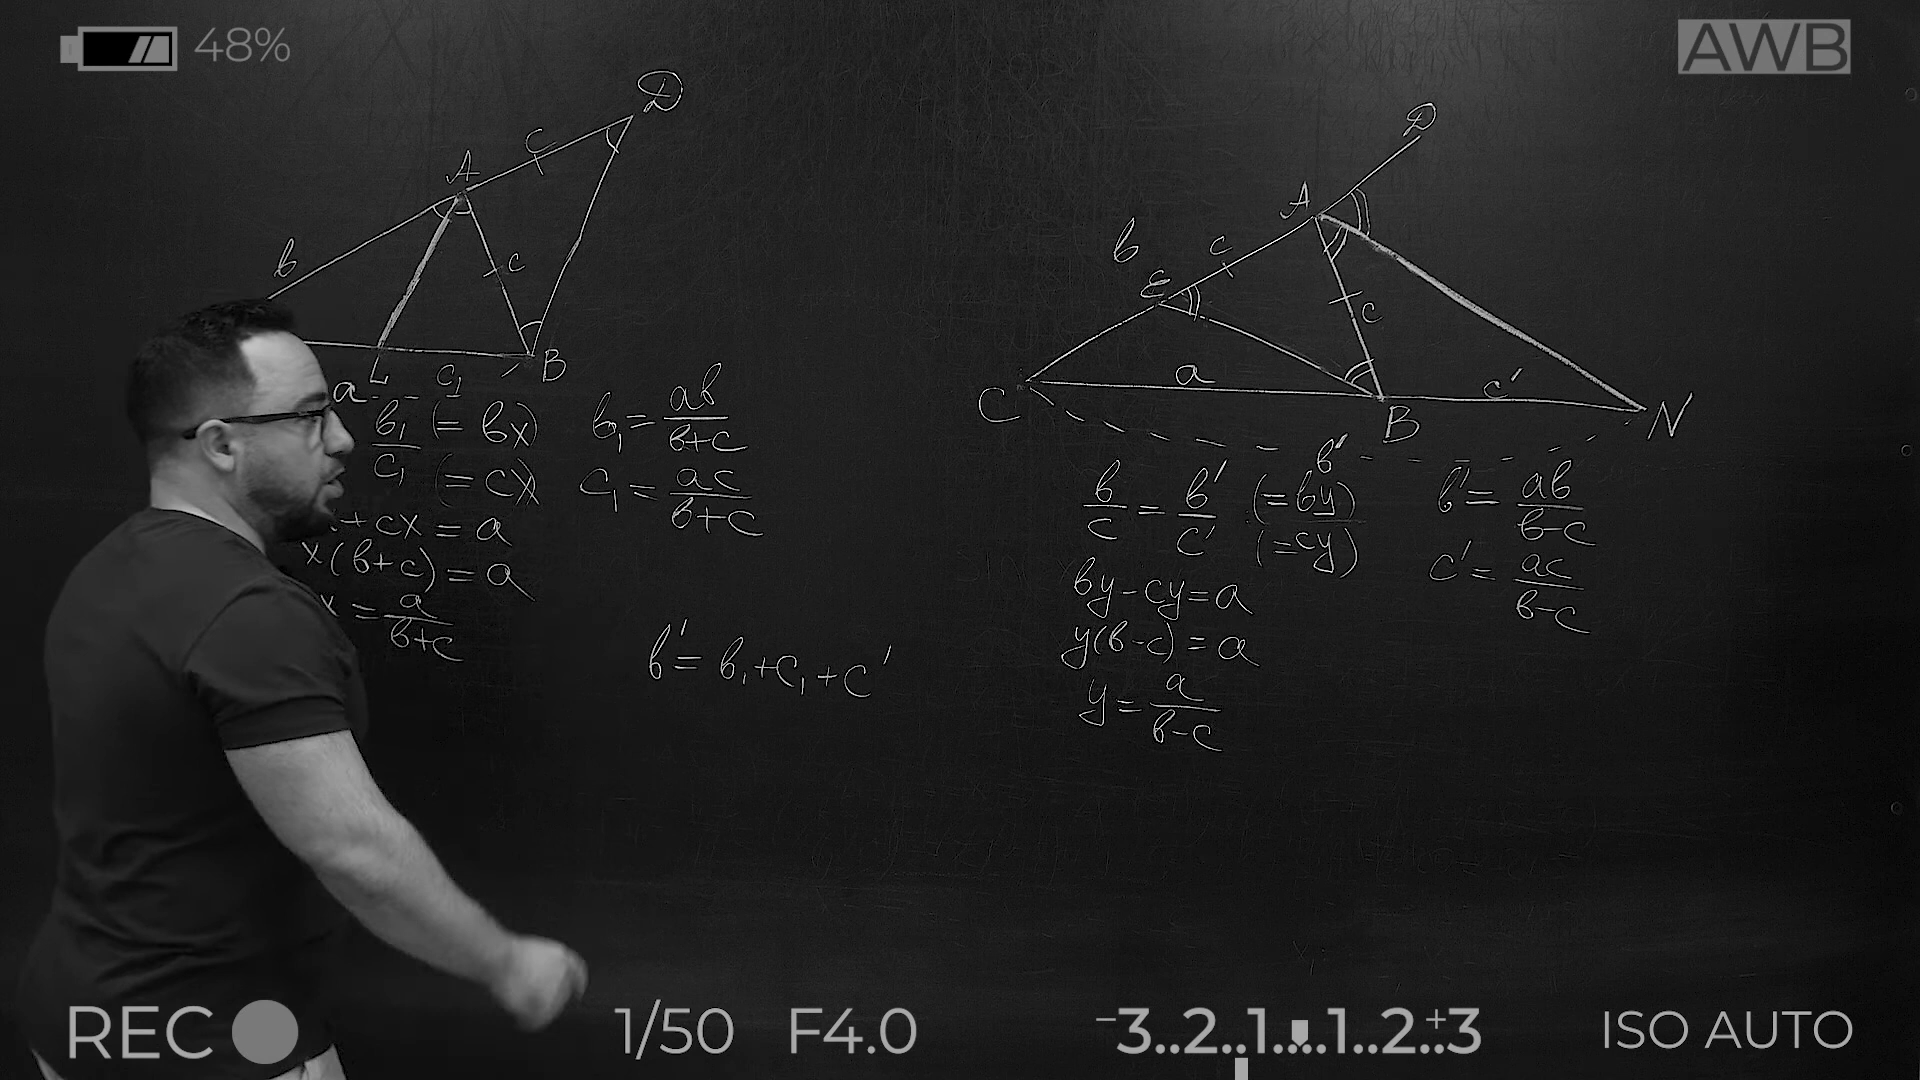 48%
AWB
D
c
A
b
c
L
c₁
B
a
b₁/c₁ (= bx)
(= cx)
b₁ = ab/(b+c)
c₁ = ac/(b+c)
+cx = a
x(b+c) = a
x = a/(b+c)
b' = b₁+c₁+c'
D
A
b
c
E
c
C
a
B
c'
N
b'
b/c = b'/c' (=by)
(=cy)
b' = ab/(b-c)
c' = ac/(b-c)
by-cy=a
y(b-c) = a
y = a/(b-c)
REC
1/50
F4.0
−3..2..1...1..2..+3
ISO AUTO